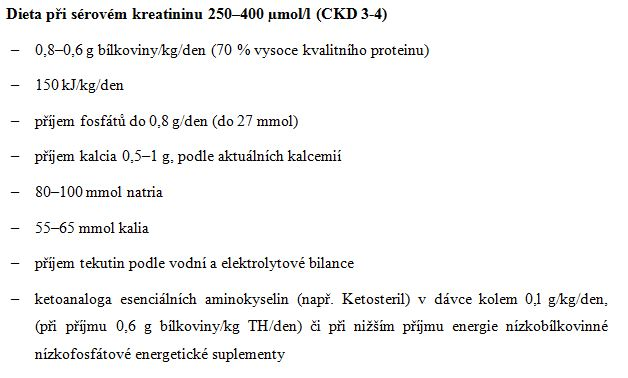 Dieta při sérovém kreatininu 250–400 µmol/l (CKD 3-4)
– 0,8–0,6 g bílkoviny/kg/den (70 % vysoce kvalitního proteinu)
– 150 kJ/kg/den
– příjem fosfátů do 0,8 g/den (do 27 mmol)
– příjem kalcia 0,5–1 g, podle aktuálních kalcemií
– 80–100 mmol natria
– 55–65 mmol kalia
– příjem tekutin podle vodní a elektrolytové bilance
– ketoanaloga esenciálních aminokyselin (např. Ketosteril) v dávce kolem 0,1 g/kg/den,
(při příjmu 0,6 g bílkoviny/kg TH/den) či při nižším příjmu energie nízkobílkovinné
nízkofosfátové energetické suplementy